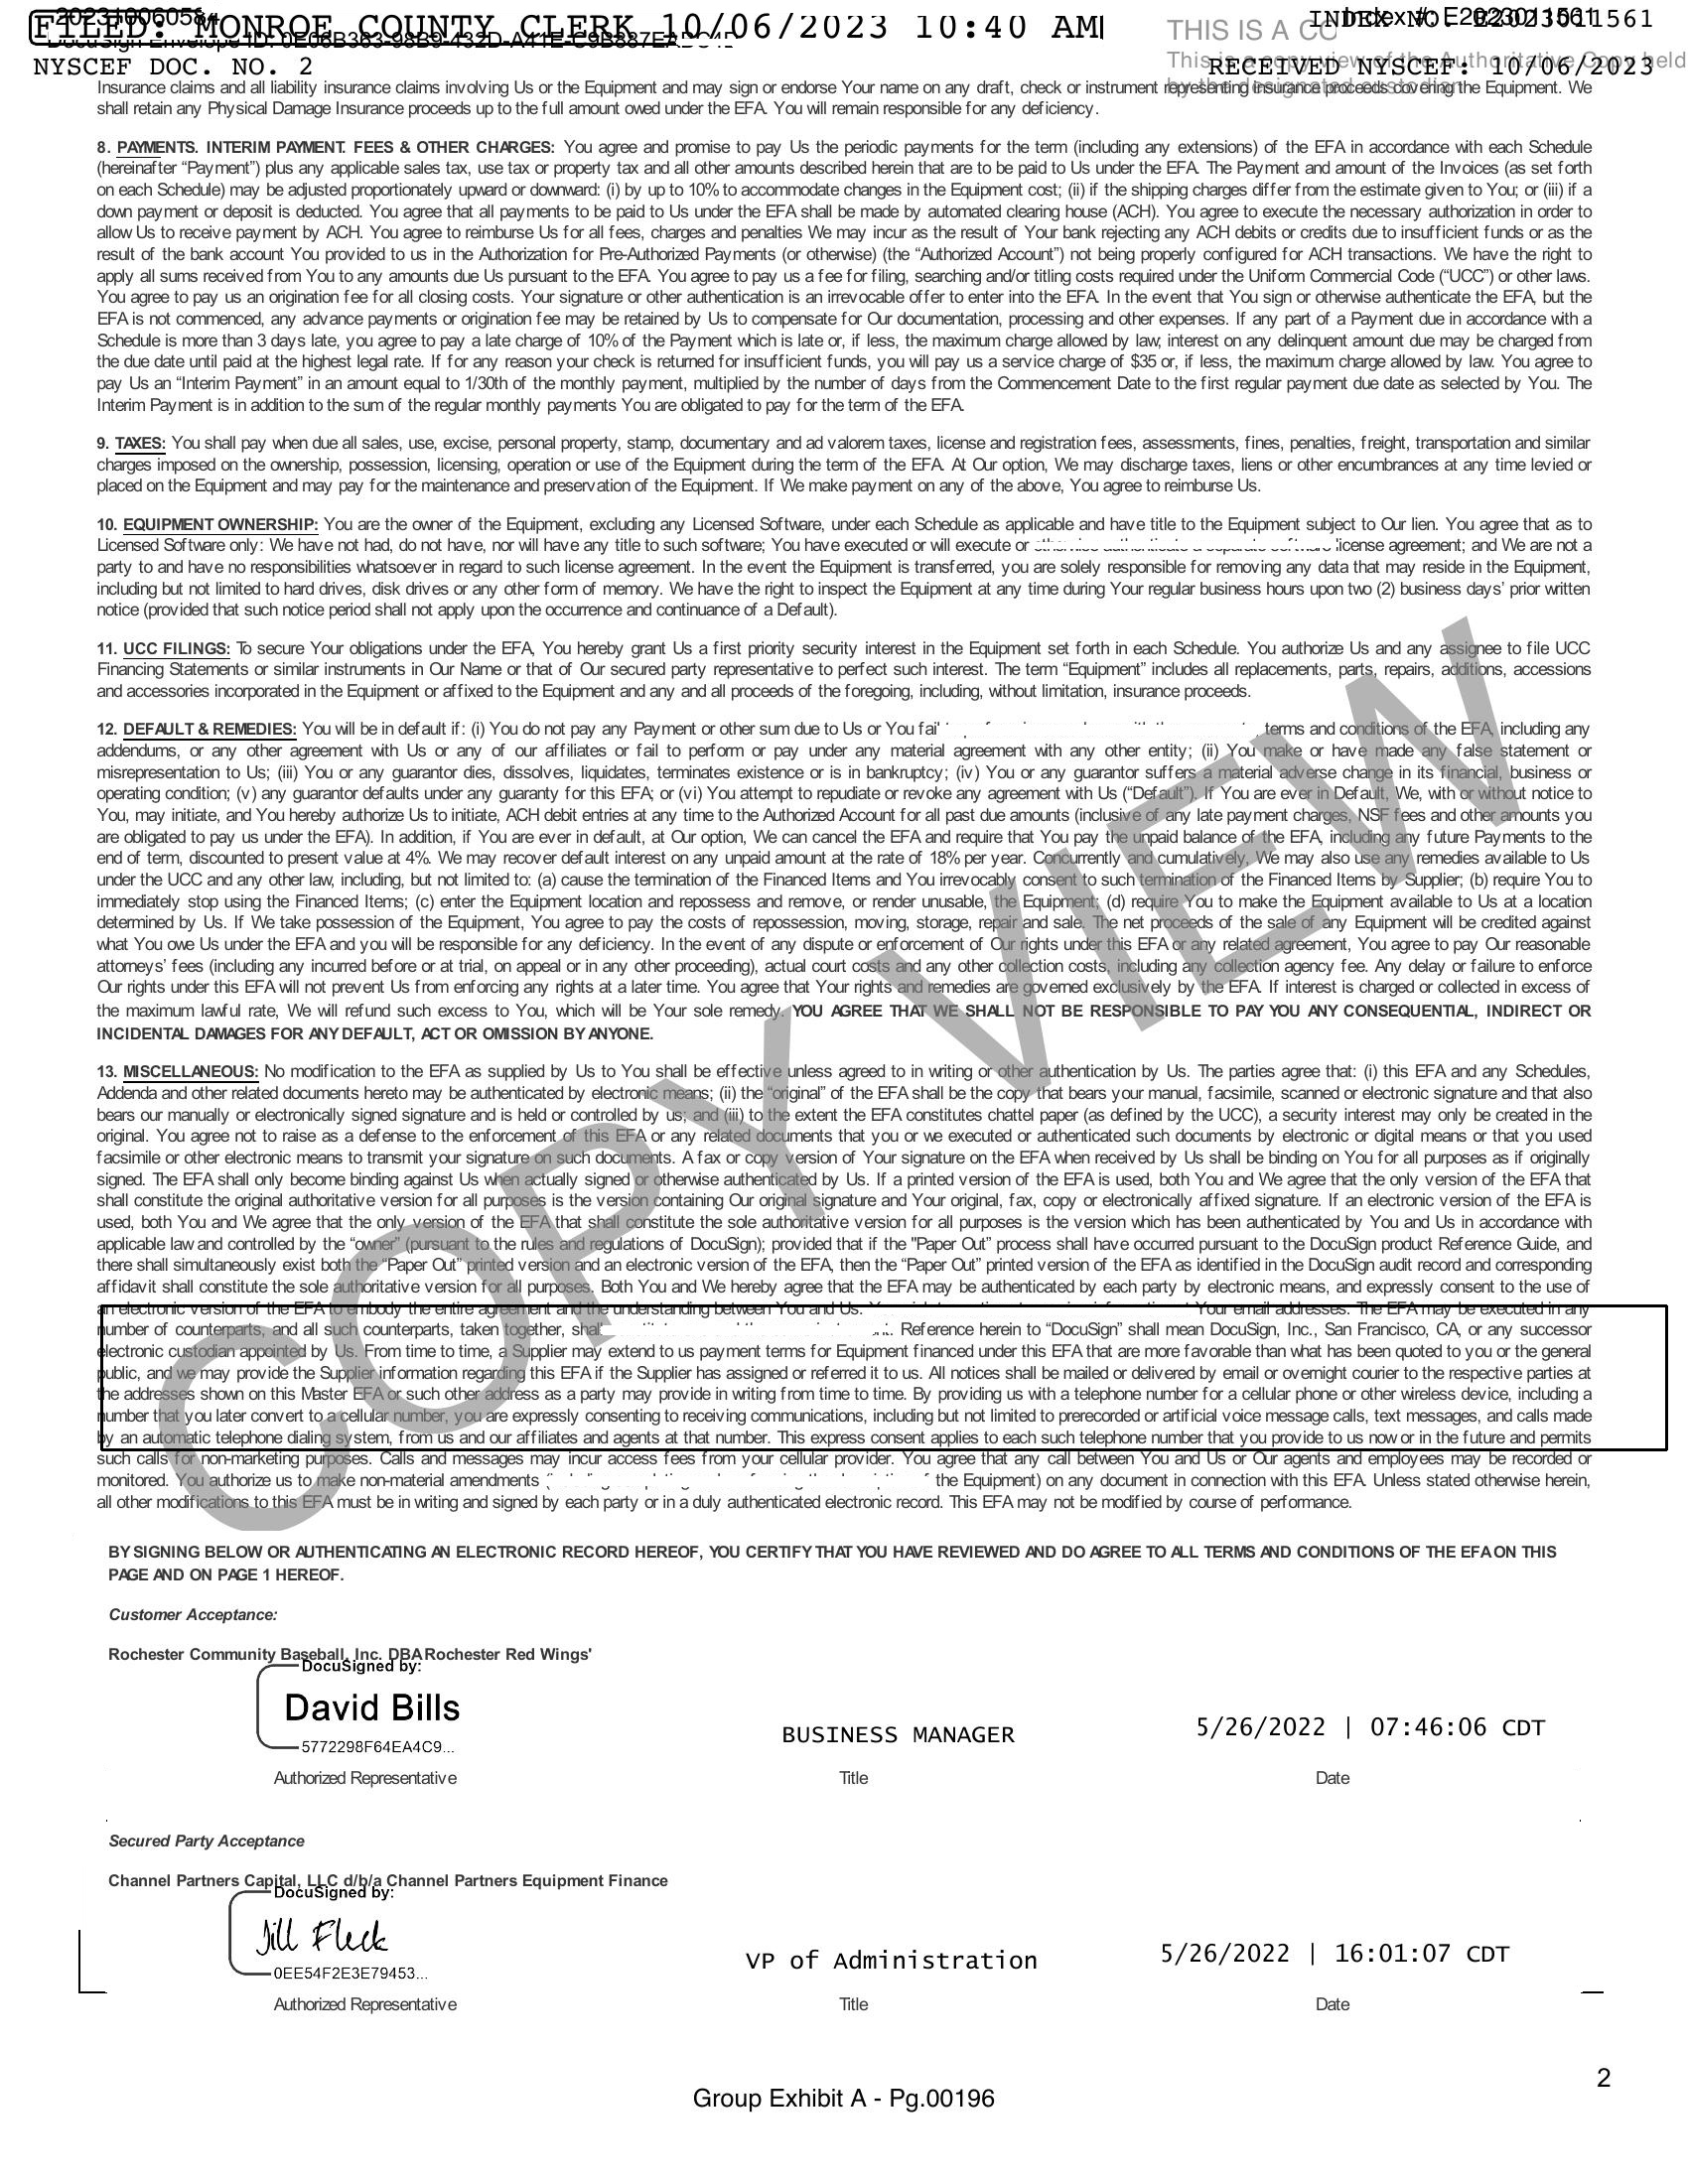 202310060584
FILED: MONROE COUNTY CLERK 10/06/2023 10:40 AM
INDEX NO. E2023011561
Index #: E2023011561
THIS IS A CO
DocuSign Envelope ID: 0E06B363-98B9-432D-A41E-C9B887E
NYSCEF DOC. NO. 2
This is a copy view of the Authoritative Copy held
RECEIVED NYSCEF: 10/06/2023
by the designated custodian
Insurance claims and all liability insurance claims involving Us or the Equipment and may sign or endorse Your name on any draft, check or instrument representing insurance proceeds covering the Equipment. We
shall retain any Physical Damage Insurance proceeds up to the full amount owed under the EFA. You will remain responsible for any deficiency.
8. PAYMENTS. INTERIM PAYMENT. FEES & OTHER CHARGES: You agree and promise to pay Us the periodic payments for the term (including any extensions) of the EFA in accordance with each Schedule
(hereinafter “Payment”) plus any applicable sales tax, use tax or property tax and all other amounts described herein that are to be paid to Us under the EFA. The Payment and amount of the Invoices (as set forth
on each Schedule) may be adjusted proportionately upward or downward: (i) by up to 10% to accommodate changes in the Equipment cost; (ii) if the shipping charges differ from the estimate given to You; or (iii) if a
down payment or deposit is deducted. You agree that all payments to be paid to Us under the EFA shall be made by automated clearing house (ACH). You agree to execute the necessary authorization in order to
allow Us to receive payment by ACH. You agree to reimburse Us for all fees, charges and penalties We may incur as the result of Your bank rejecting any ACH debits or credits due to insufficient funds or as the
result of the bank account You provided to us in the Authorization for Pre-Authorized Payments (or otherwise) (the “Authorized Account”) not being properly configured for ACH transactions. We have the right to
apply all sums received from You to any amounts due Us pursuant to the EFA. You agree to pay us a fee for filing, searching and/or titling costs required under the Uniform Commercial Code (“UCC”) or other laws.
You agree to pay us an origination fee for all closing costs. Your signature or other authentication is an irrevocable offer to enter into the EFA. In the event that You sign or otherwise authenticate the EFA, but the
EFA is not commenced, any advance payments or origination fee may be retained by Us to compensate for Our documentation, processing and other expenses. If any part of a Payment due in accordance with a
Schedule is more than 3 days late, you agree to pay a late charge of 10% of the Payment which is late or, if less, the maximum charge allowed by law; interest on any delinquent amount due may be charged from
the due date until paid at the highest legal rate. If for any reason your check is returned for insufficient funds, you will pay us a service charge of $35 or, if less, the maximum charge allowed by law. You agree to
pay Us an “Interim Payment” in an amount equal to 1/30th of the monthly payment, multiplied by the number of days from the Commencement Date to the first regular payment due date as selected by You. The
Interim Payment is in addition to the sum of the regular monthly payments You are obligated to pay for the term of the EFA.
9. TAXES: You shall pay when due all sales, use, excise, personal property, stamp, documentary and ad valorem taxes, license and registration fees, assessments, fines, penalties, freight, transportation and similar
charges imposed on the ownership, possession, licensing, operation or use of the Equipment during the term of the EFA. At Our option, We may discharge taxes, liens or other encumbrances at any time levied or
placed on the Equipment and may pay for the maintenance and preservation of the Equipment. If We make payment on any of the above, You agree to reimburse Us.
10. EQUIPMENT OWNERSHIP: You are the owner of the Equipment, excluding any Licensed Software, under each Schedule as applicable and have title to the Equipment subject to Our lien. You agree that as to
Licensed Software only: We have not had, do not have, nor will have any title to such software; You have executed or will execute or otherwise authenticate a separate software license agreement; and We are not a
party to and have no responsibilities whatsoever in regard to such license agreement. In the event the Equipment is transferred, you are solely responsible for removing any data that may reside in the Equipment,
including but not limited to hard drives, disk drives or any other form of memory. We have the right to inspect the Equipment at any time during Your regular business hours upon two (2) business days’ prior written
notice (provided that such notice period shall not apply upon the occurrence and continuance of a Default).
11. UCC FILINGS: To secure Your obligations under the EFA, You hereby grant Us a first priority security interest in the Equipment set forth in each Schedule. You authorize Us and any assignee to file UCC
Financing Statements or similar instruments in Our Name or that of Our secured party representative to perfect such interest. The term “Equipment” includes all replacements, parts, repairs, additions, accessions
and accessories incorporated in the Equipment or affixed to the Equipment and any and all proceeds of the foregoing, including, without limitation, insurance proceeds.
12. DEFAULT & REMEDIES: You will be in default if: (i) You do not pay any Payment or other sum due to Us or You fail terms and conditions of the EFA, including any
addendums, or any other agreement with Us or any of our affiliates or fail to perform or pay under any material agreement with any other entity; (ii) You make or have made any false statement or
misrepresentation to Us; (iii) You or any guarantor dies, dissolves, liquidates, terminates existence or is in bankruptcy; (iv) You or any guarantor suffers a material adverse change in its financial, business or
operating condition; (v) any guarantor defaults under any guaranty for this EFA; or (vi) You attempt to repudiate or revoke any agreement with Us (“Default”). If You are ever in Default, We, with or without notice to
You, may initiate, and You hereby authorize Us to initiate, ACH debit entries at any time to the Authorized Account for all past due amounts (inclusive of any late payment charges, NSF fees and other amounts you
are obligated to pay us under the EFA). In addition, if You are ever in default, at Our option, We can cancel the EFA and require that You pay the unpaid balance of the EFA, including any future Payments to the
end of term, discounted to present value at 4%. We may recover default interest on any unpaid amount at the rate of 18% per year. Concurrently and cumulatively, We may also use any remedies available to Us
under the UCC and any other law, including, but not limited to: (a) cause the termination of the Financed Items and You irrevocably consent to such ermination of the Financed Items by Supplier; (b) require You to
immediately stop using the Financed Items; (c) enter the Equipment location and repossess and remove, or render unusable, the Equipment; (d) require You to make the Equipment available to Us at a location
determined by Us. If We take possession of the Equipment, You agree to pay the costs of repossession, moving, storage, repair and sale. The net proceeds of the sale of any Equipment will be credited against
what You owe Us under the EFA and you will be responsible for any deficiency. In the event of any dispute or enforcement of Our rights under this EFA or any related agreement, You agree to pay Our reasonable
attorneys’ fees (including any incurred before or at trial, on appeal or in any other proceeding), actual court costs and any other collection costs, including any collection agency fee. Any delay or failure to enforce
Our rights under this EFA will not prevent Us from enforcing any rights at a later time. You agree that Your rights and remedies are governed exclusively by the EFA. If interest is charged or collected in excess of
the maximum lawful rate, We will refund such excess to You, which will be Your sole remedy. YOU AGREE THAT WE SHALL NOT BE RESPONSIBLE TO PAY YOU ANY CONSEQUENTIAL, INDIRECT OR
INCIDENTAL DAMAGES FOR ANY DEFAULT, ACT OR OMISSION BY ANYONE.
13. MISCELLANEOUS: No modification to the EFA as supplied by Us to You shall be effective unless agreed to in writing or other authentication by Us. The parties agree that: (i) this EFA and any Schedules,
Addenda and other related documents hereto may be authenticated by electronic means; (ii) the “original” of the EFA shall be the copy that bears your manual, facsimile, scanned or electronic signature and that also
bears our manually or electronically signed signature and is held or controlled by us; and (iii) to the extent the EFA constitutes chattel paper (as defined by the UCC), a security interest may only be created in the
original. You agree not to raise as a defense to the enforcement of this EFA or any related documents that you or we executed or authenticated such documents by electronic or digital means or that you used
facsimile or other electronic means to transmit your signature on such documents. A fax or copy version of Your signature on the EFA when received by Us shall be binding on You for all purposes as if originally
signed. The EFA shall only become binding against Us when actually signed or otherwise authenticated by Us. If a printed version of the EFA is used, both You and We agree that the only version of the EFA that
shall constitute the original authoritative version for all purposes is the version containing Our original signature and Your original, fax, copy or electronically affixed signature. If an electronic version of the EFA is
used, both You and We agree that the only version of the EFA that shall constitute the sole authoritative version for all purposes is the version which has been authenticated by You and Us in accordance with
applicable law and controlled by the “owner” (pursuant to the rules and regulations of DocuSign); provided that if the "Paper Out” process shall have occurred pursuant to the DocuSign product Reference Guide, and
there shall simultaneously exist both the “Paper Out” printed version and an electronic version of the EFA, then the “Paper Out” printed version of the EFA as identified in the DocuSign audit record and corresponding
affidavit shall constitute the sole authoritative version for all purposes. Both You and We hereby agree that the EFA may be authenticated by each party by electronic means, and expressly consent to the use of
an electronic version of the EFA to embody the entire agreement and the understanding between You and Us. Your email addresses. The EFA may be executed in any
number of counterparts, and all such counterparts, taken together, shall Reference herein to “DocuSign” shall mean DocuSign, Inc., San Francisco, CA, or any successor
electronic custodian appointed by Us. From time to time, a Supplier may extend to us payment terms for Equipment financed under this EFA that are more favorable than what has been quoted to you or the general
public, and we may provide the Supplier information regarding this EFA if the Supplier has assigned or referred it to us. All notices shall be mailed or delivered by email or overnight courier to the respective parties at
the addresses shown on this Master EFA or such other address as a party may provide in writing from time to time. By providing us with a telephone number for a cellular phone or other wireless device, including a
number that you later convert to a cellular number, you are expressly consenting to receiving communications, including but not limited to prerecorded or artificial voice message calls, text messages, and calls made
by an automatic telephone dialing system, from us and our affiliates and agents at that number. This express consent applies to each such telephone number that you provide to us now or in the future and permits
such calls for non-marketing purposes. Calls and messages may incur access fees from your cellular provider. You agree that any call between You and Us or Our agents and employees may be recorded or
monitored. You authorize us to make non-material amendments the Equipment) on any document in connection with this EFA. Unless stated otherwise herein,
all other modifications to this EFA must be in writing and signed by each party or in a duly authenticated electronic record. This EFA may not be modified by course of performance.
COPY VIEW
BY SIGNING BELOW OR AUTHENTICATING AN ELECTRONIC RECORD HEREOF, YOU CERTIFY THAT YOU HAVE REVIEWED AND DO AGREE TO ALL TERMS AND CONDITIONS OF THE EFA ON THIS
PAGE AND ON PAGE 1 HEREOF.
Customer Acceptance:
Rochester Community Baseball, Inc. DBA Rochester Red Wings'
DocuSigned by:
David Bills
5772298F64EA4C9...
BUSINESS MANAGER
5/26/2022 | 07:46:06 CDT
Authorized Representative
Title
Date
Secured Party Acceptance
Channel Partners Capital, LLC d/b/a Channel Partners Equipment Finance
DocuSigned by:
Jill Fleck
0EE54F2E3E79453...
VP of Administration
5/26/2022 | 16:01:07 CDT
Authorized Representative
Title
Date
2
Group Exhibit A - Pg.00196